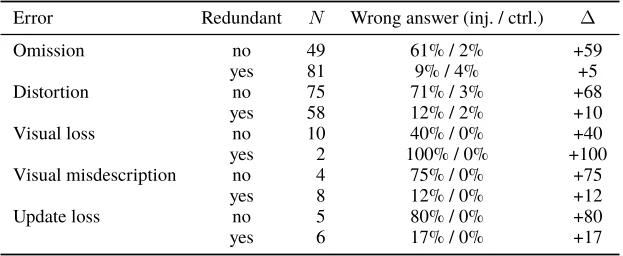 Error Redundant N Wrong answer (inj. / ctrl.) Δ
Omission no 49 61% / 2% +59
yes 81 9% / 4% +5
Distortion no 75 71% / 3% +68
yes 58 12% / 2% +10
Visual loss no 10 40% / 0% +40
yes 2 100% / 0% +100
Visual misdescription no 4 75% / 0% +75
yes 8 12% / 0% +12
Update loss no 5 80% / 0% +80
yes 6 17% / 0% +17